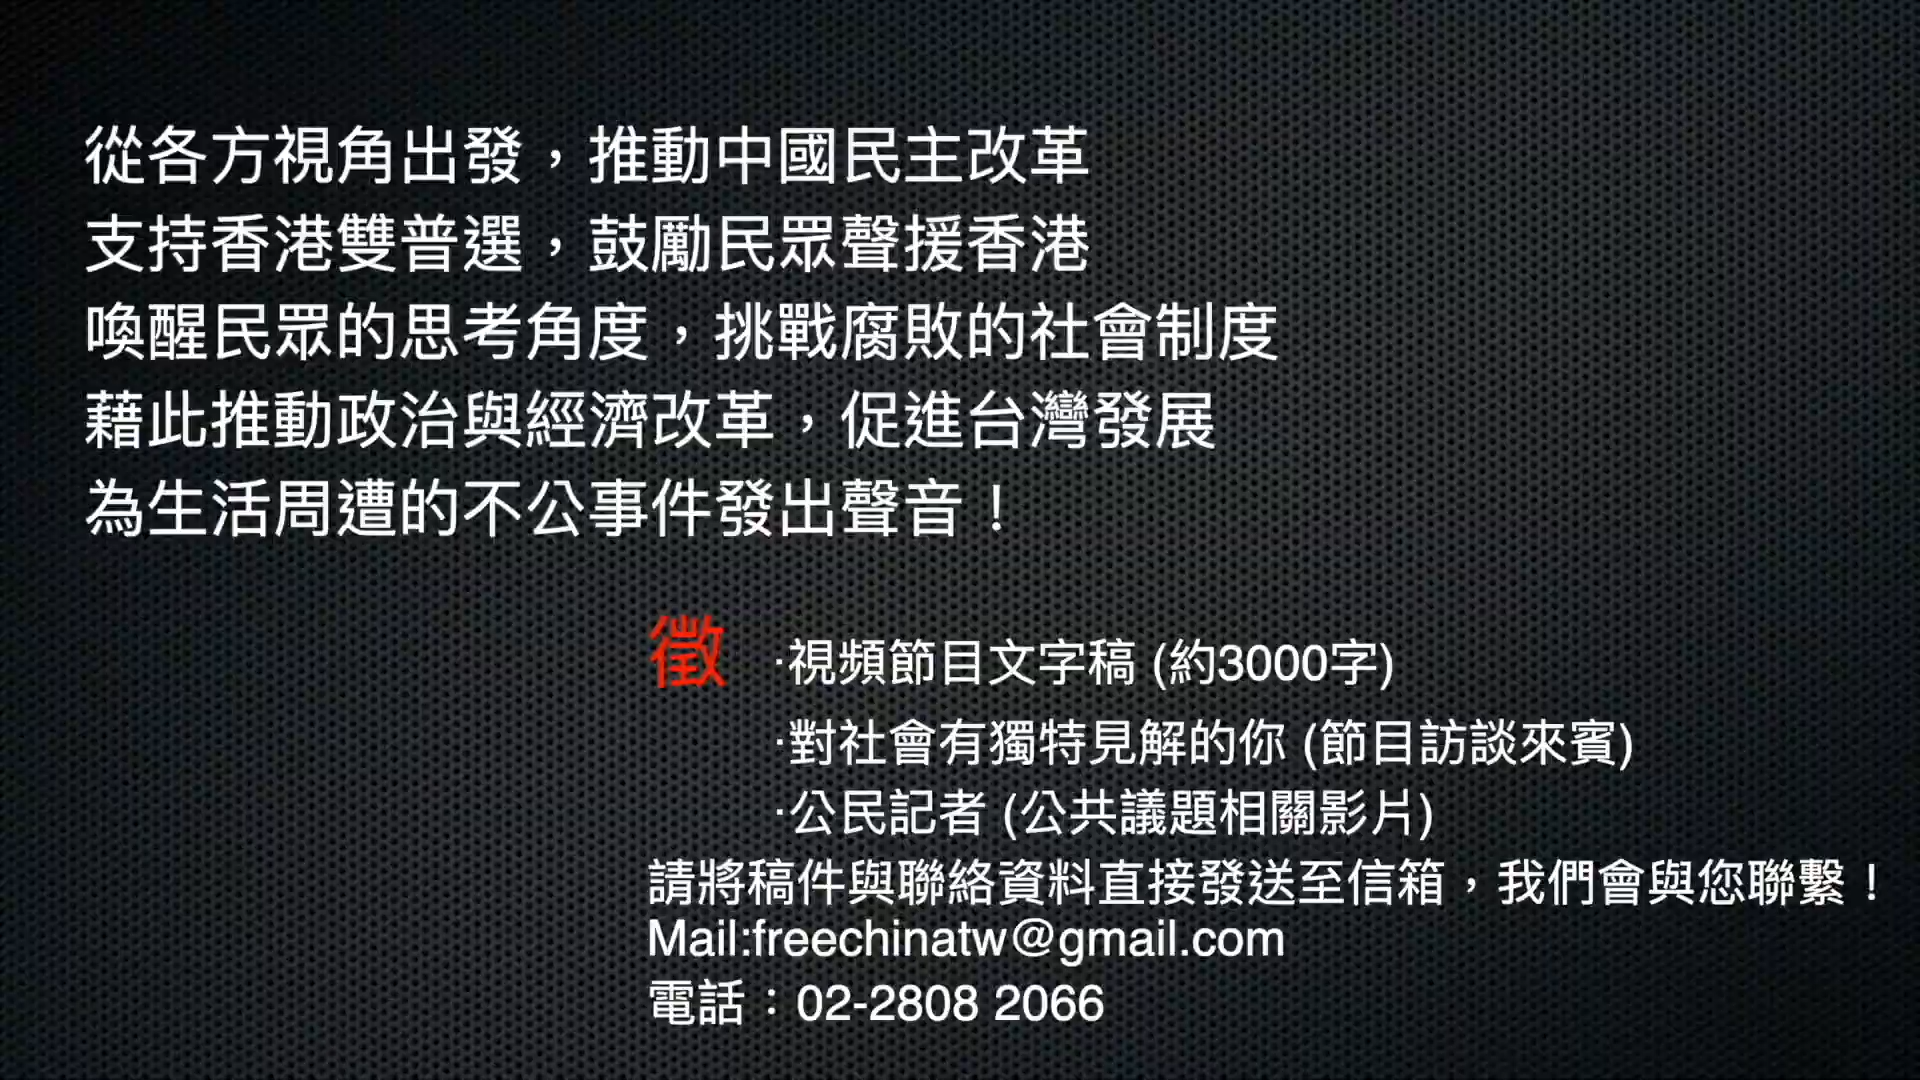 從各方視角出發，推動中國民主改革
支持香港雙普選，鼓勵民眾聲援香港
喚醒民眾的思考角度，挑戰腐敗的社會制度
藉此推動政治與經濟改革，促進台灣發展
為生活周遭的不公事件發出聲音！
徵 ·視頻節目文字稿 (約3000字)
·對社會有獨特見解的你 (節目訪談來賓)
·公民記者 (公共議題相關影片)
請將稿件與聯絡資料直接發送至信箱，我們會與您聯繫！
Mail:freechinatw@gmail.com
電話：02-2808 2066